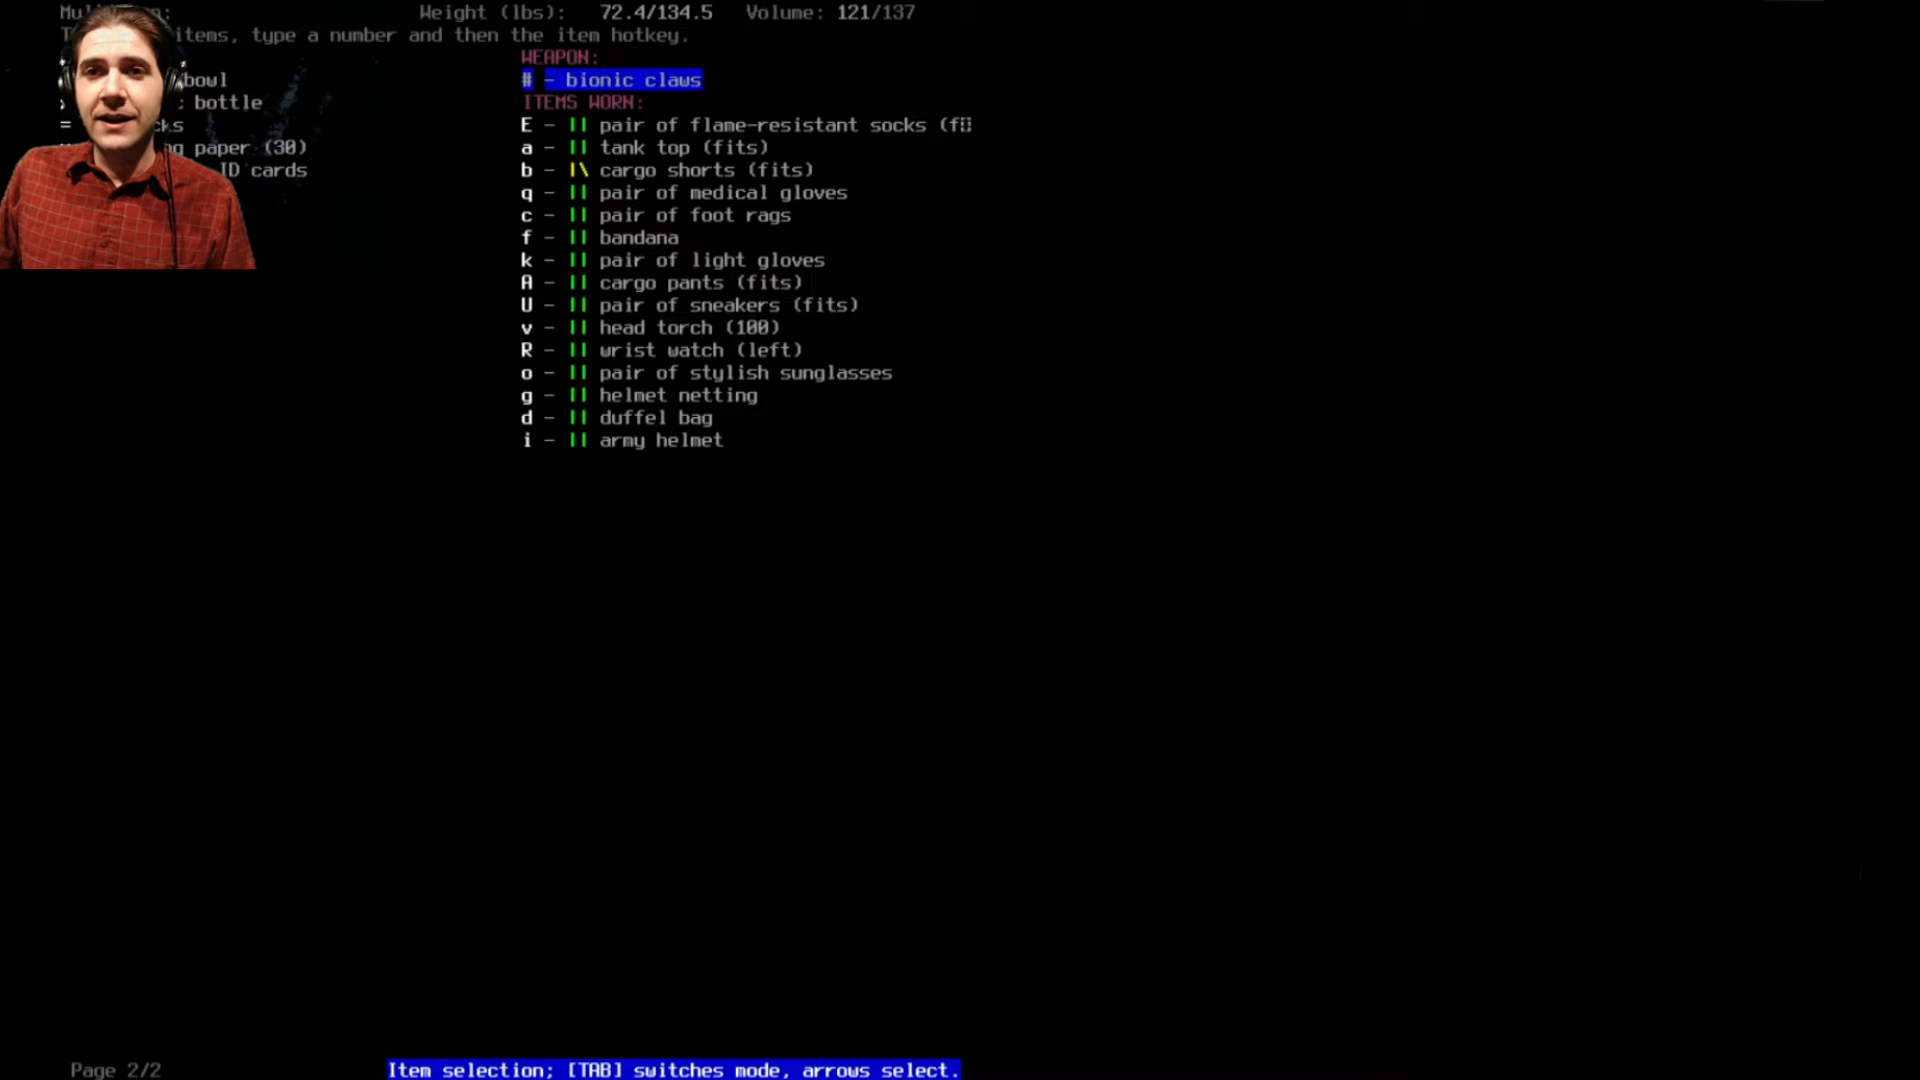 Weight (lbs): 72.4/134.5 Volume: 121/137
items, type a number and then the item hotkey.
WEAPON:
bowl
# - bionic claws
bottle
ITEMS WORN:
E - || pair of flame-resistant socks (f
paper (30)
a - || tank top (fits)
ID cards
b - |\ cargo shorts (fits)
q - || pair of medical gloves
c - || pair of foot rags
f - || bandana
k - || pair of light gloves
A - || cargo pants (fits)
U - || pair of sneakers (fits)
v - || head torch (100)
R - || wrist watch (left)
o - || pair of stylish sunglasses
g - || helmet netting
d - || duffel bag
i - || army helmet
Page 2/2
Item selection; [TAB] switches mode, arrows select.